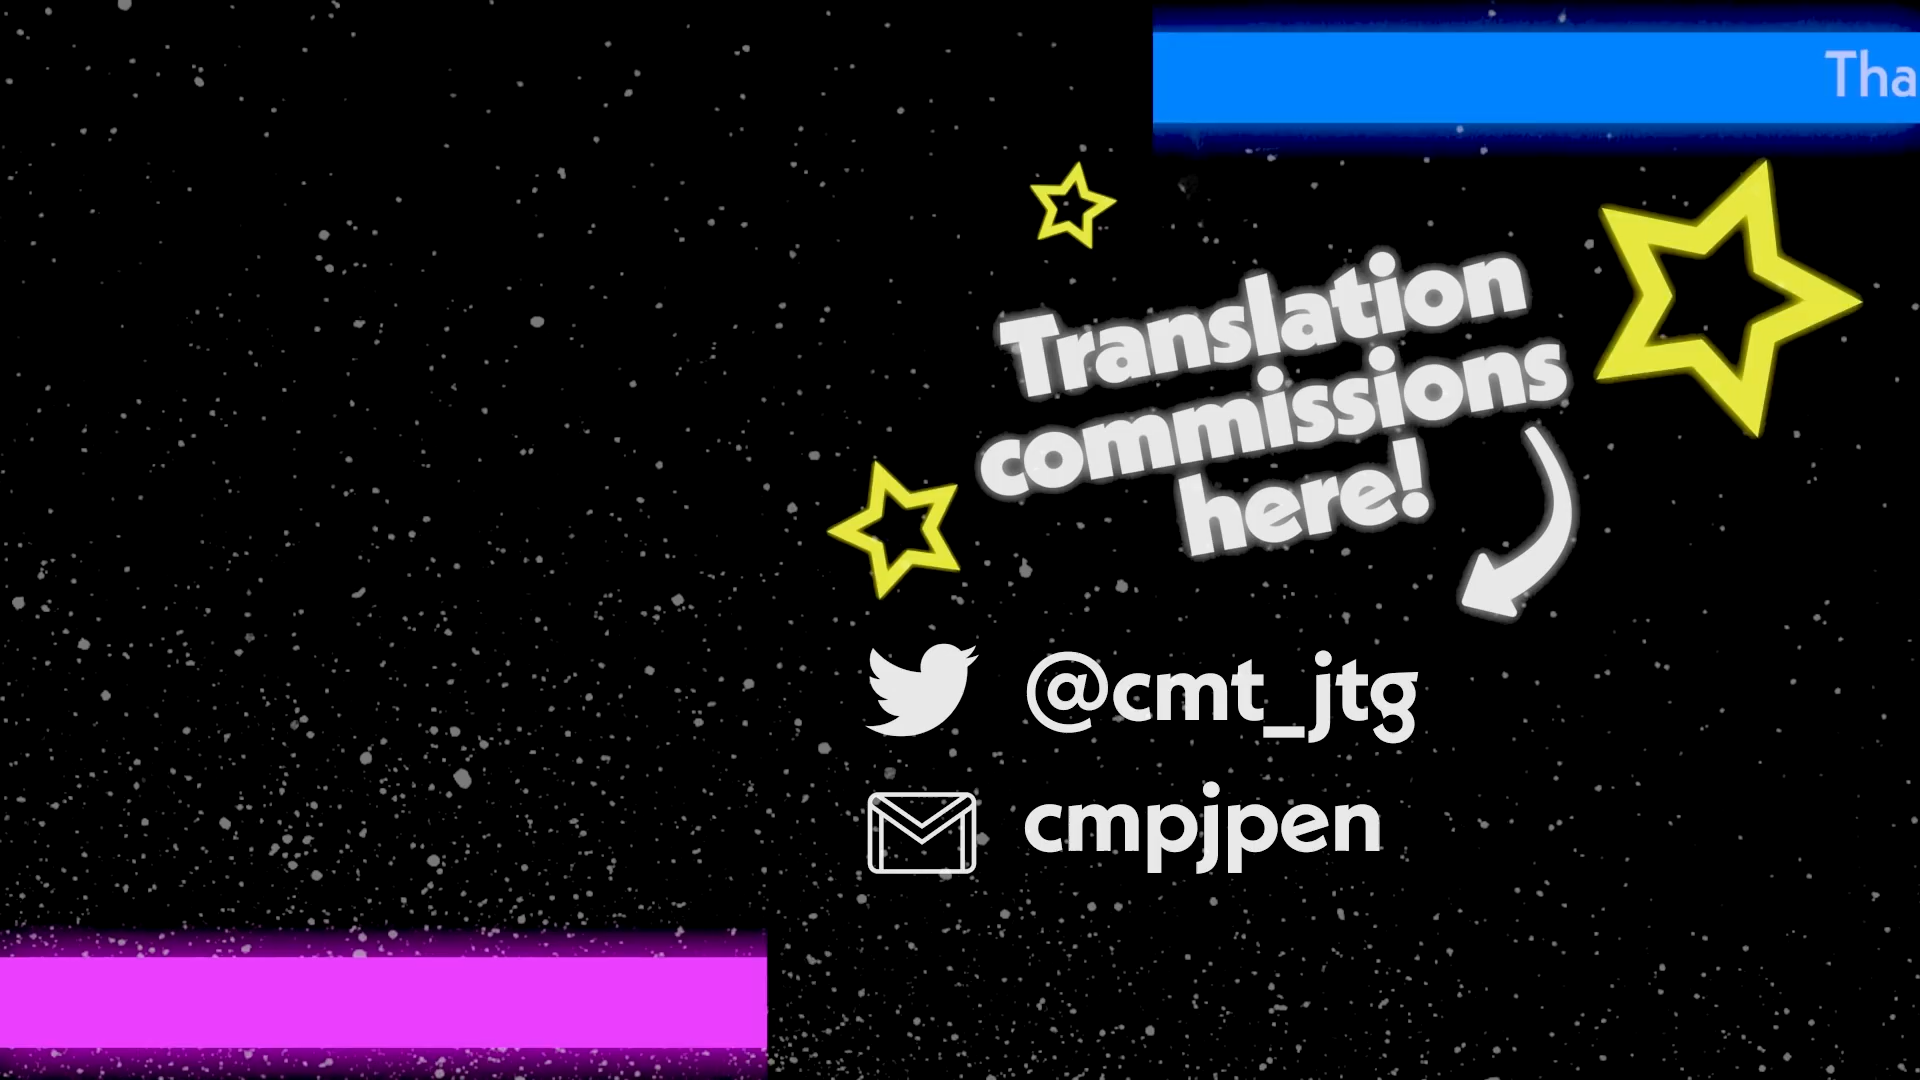 Tha
Translation
commissions
here!
@cmt_jtg
cmpjpen